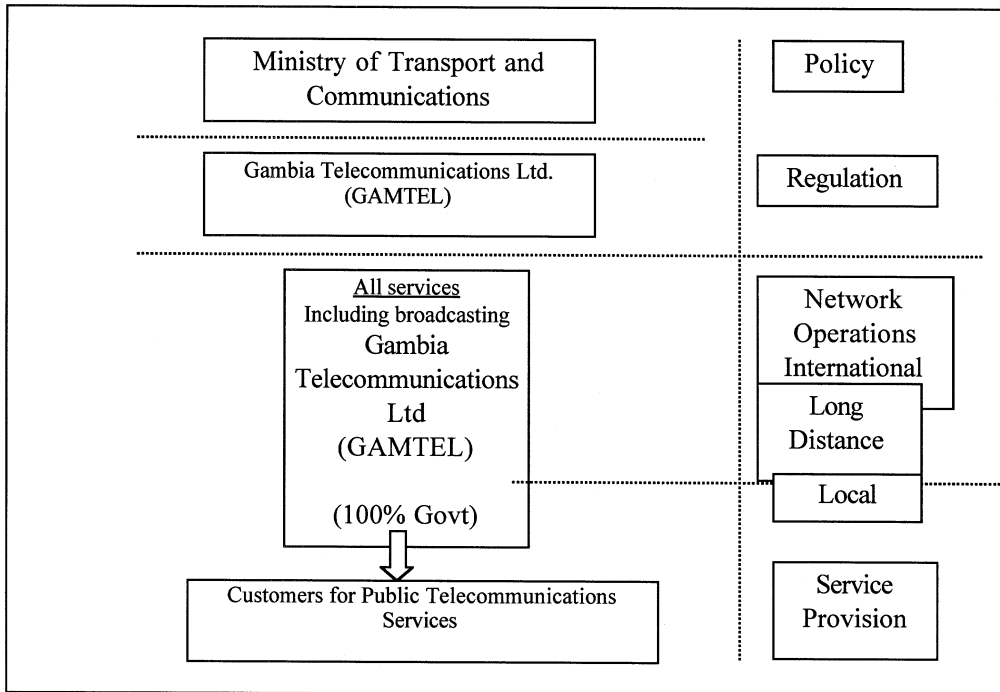 Ministry of Transport and
Communications
Policy
Gambia Telecommunications Ltd.
(GAMTEL)
Regulation
All services
Including broadcasting
Gambia
Telecommunications
Ltd
(GAMTEL)
(100% Govt)
Network
Operations
International
Long
Distance
Local
Customers for Public Telecommunications
Services
Service
Provision